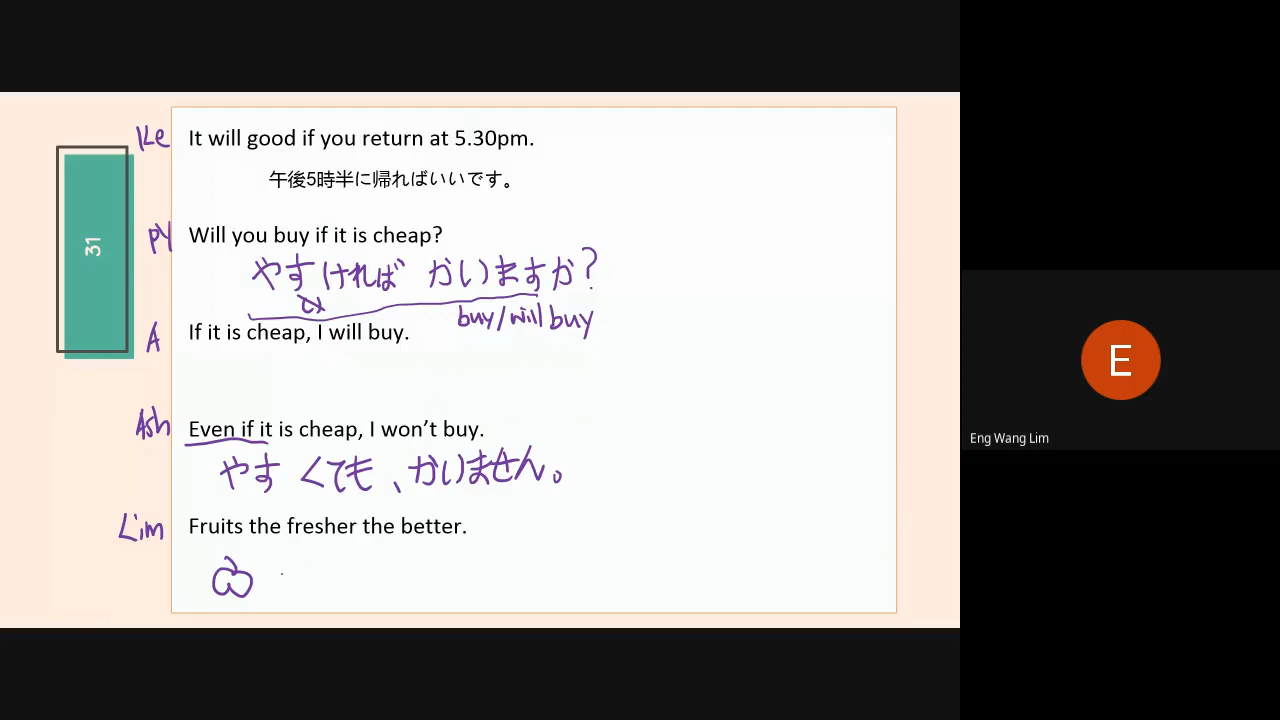 Ke It will good if you return at 5.30pm.
午後5時半に帰ればいいです。
31
PY Will you buy if it is cheap?
やすければ かいますか?
い
buy/will buy
A If it is cheap, I will buy.
Ash Even if it is cheap, I won't buy.
やすくても、かいません。
Lim Fruits the fresher the better.
E
Eng Wang Lim